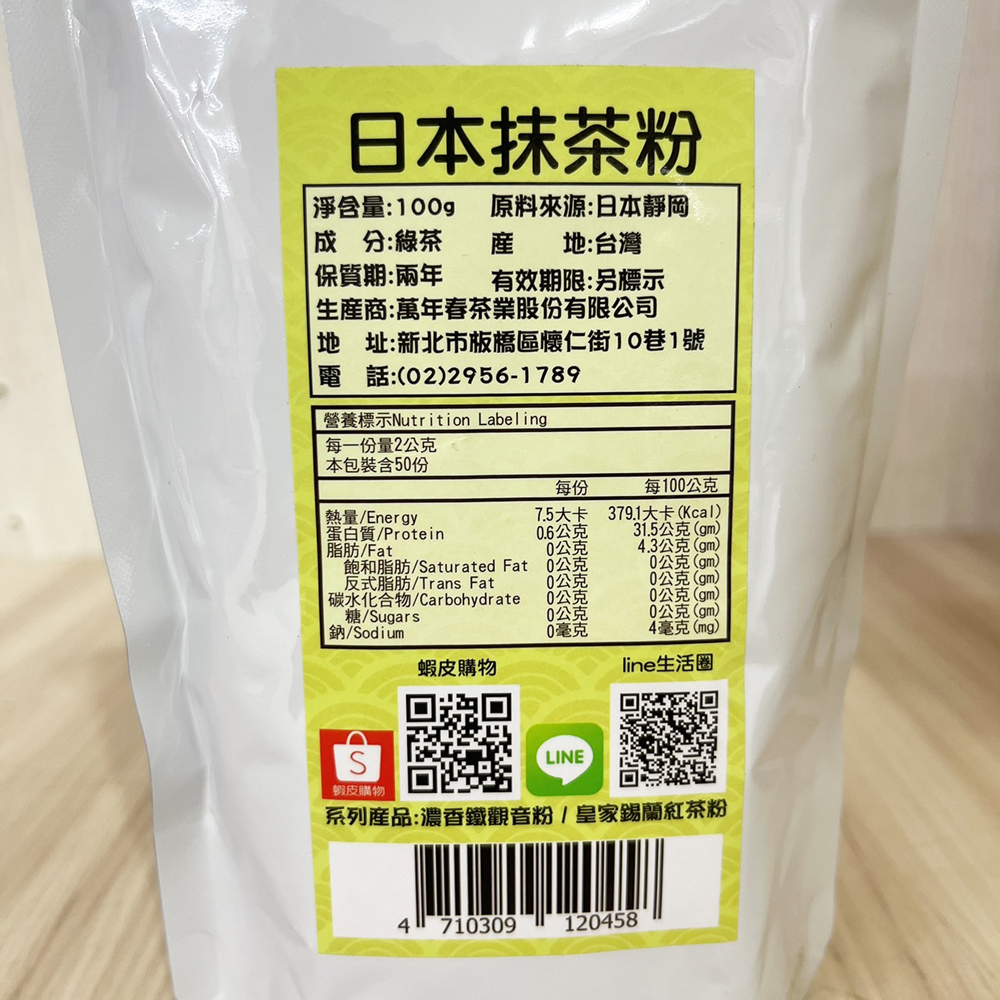 日本抹茶粉
淨含量:100g 原料來源:日本靜岡
成 分:綠茶 産 地:台灣
保質期:兩年 有效期限:另標示
生産商:萬年春茶業股份有限公司
地 址:新北市板橋區懷仁街10巷1號
電 話:(02)2956-1789
營養標示Nutrition Labeling
每一份量2公克
本包裝含50份
每份 每100公克
熱量/Energy 7.5大卡 379.1大卡(Kcal)
蛋白質/Protein 0.6公克 31.5公克(gm)
脂肪/Fat 0公克 4.3公克(gm)
飽和脂肪/Saturated Fat 0公克 0公克(gm)
反式脂肪/Trans Fat 0公克 0公克(gm)
碳水化合物/Carbohydrate 0公克 0公克(gm)
糖/Sugars 0公克 0公克(gm)
鈉/Sodium 0毫克 4毫克(mg)
蝦皮購物 line生活圈
S
蝦皮購物
LINE
系列産品:濃香鐵觀音粉 / 皇家錫蘭紅茶粉
4 710309 120458